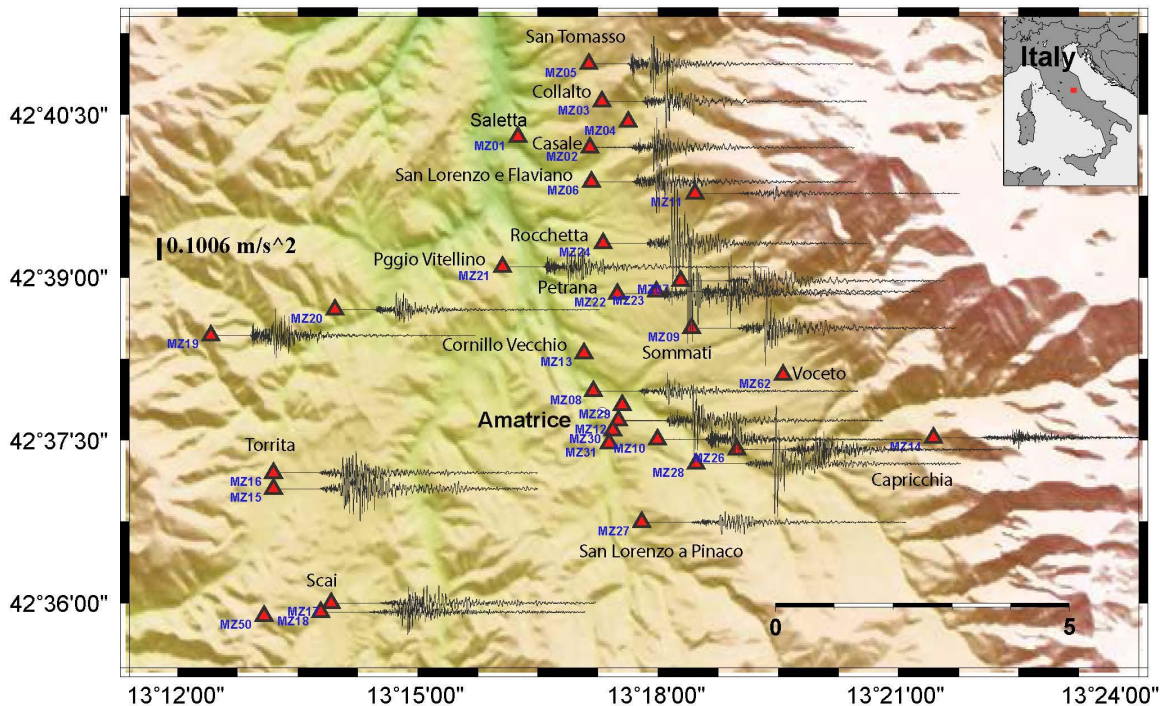 San Tomasso
Italy
MZ05
Collalto
42°40'30"
MZ03
Saletta
MZ04
MZ01
Casale
MZ02
San Lorenzo e Flaviano
MZ06
MZ11
0.1006 m/s^2
Rocchetta
MZ24
Pggio Vitellino
MZ21
42°39'00"
Petrana
MZ22
MZ23
MZ20
MZ19
Cornillo Vecchio
MZ09
Sommati
MZ13
MZ62
Voceto
MZ08
MZ29
Amatrice
MZ12
42°37'30"
MZ30
MZ10
MZ31
MZ26
MZ14
Torrita
MZ28
Capricchia
MZ16
MZ15
MZ27
San Lorenzo a Pinaco
Scai
42°36'00"
MZ17
MZ18
MZ50
0
5
13°12'00"
13°15'00"
13°18'00"
13°21'00"
13°24'00"